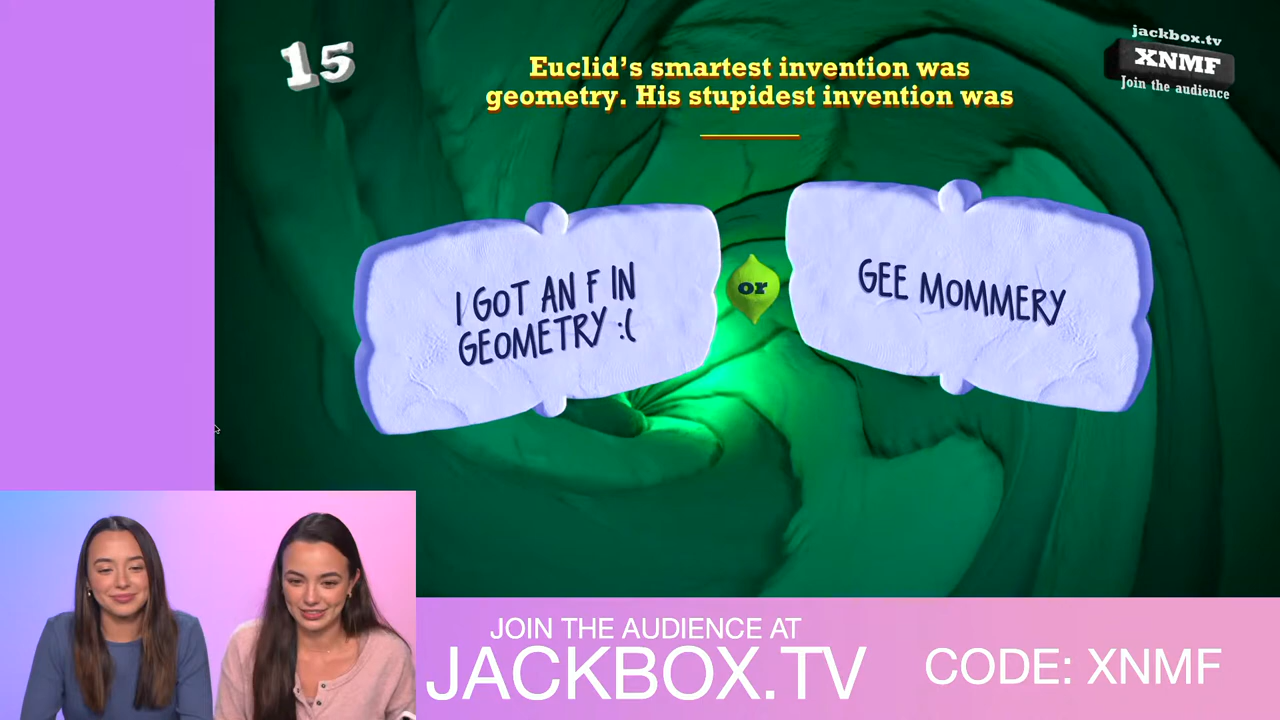 15
Euclid's smartest invention was
geometry. His stupidest invention was
jackbox.tv
XNMF
Join the audience
I GOT AN F IN
GEOMETRY :(
or
GEE MOMMERY
JOIN THE AUDIENCE AT
JACKBOX.TV
CODE: XNMF